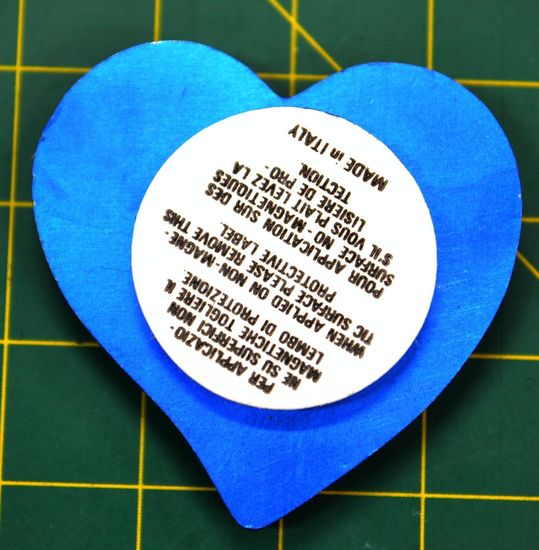 PER APPLICAZIO-
NE SU SUPERFICI NON
MAGNETICHE TOGLIERE IL
LEMBO DI PROTEZIONE.
WHEN APPLIED ON NON-MAGNE-
TIC SURFACE PLEASE REMOVE THIS
PROTECTIVE LABEL.
POUR APPLICATION SUR DES
SURFACE NO-MAGNETIQUES
S'IL VOUS PLAIT LEVEZ LA
LISIERE DE PRO-
TECTION.
MADE in ITALY